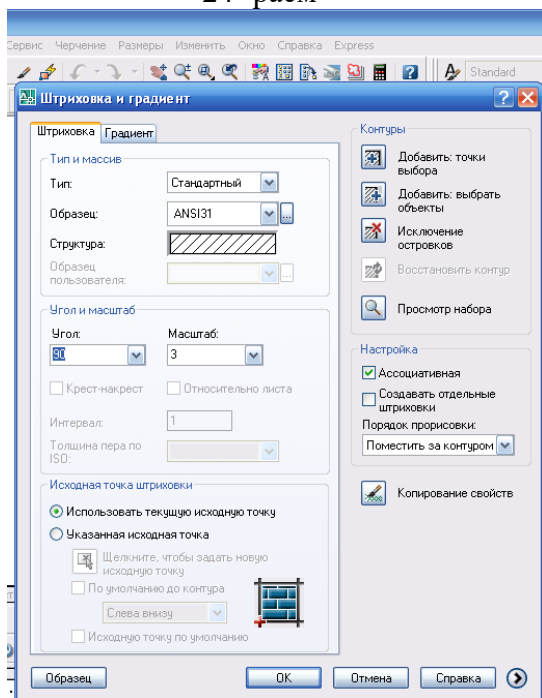 Сервис Черчение Размеры Изменить Окно Справка Express
Standard
Штриховка и градиент
Штриховка Градиент
Тип и массив
Тип: Стандартный
Образец: ANSI31
Структура:
Образец
пользователя:
Угол и масштаб
Угол: Масштаб:
90 3
Крест-накрест Относительно листа
Интервал: 1
Толщина пера по
ISO:
Исходная точка штриховки
Использовать текущую исходную точку
Указанная исходная точка
Щелкните, чтобы задать новую
исходную точку
По умолчанию до контура
Слева внизу
Исходную точку по умолчанию
Контуры
Добавить: точки
выбора
Добавить: выбрать
объекты
Исключение
островков
Восстановить контур
Просмотр набора
Настройка
Ассоциативная
Создавать отдельные
штриховки
Порядок прорисовки:
Поместить за контуром
Копирование свойств
Образец ОК Отмена Справка